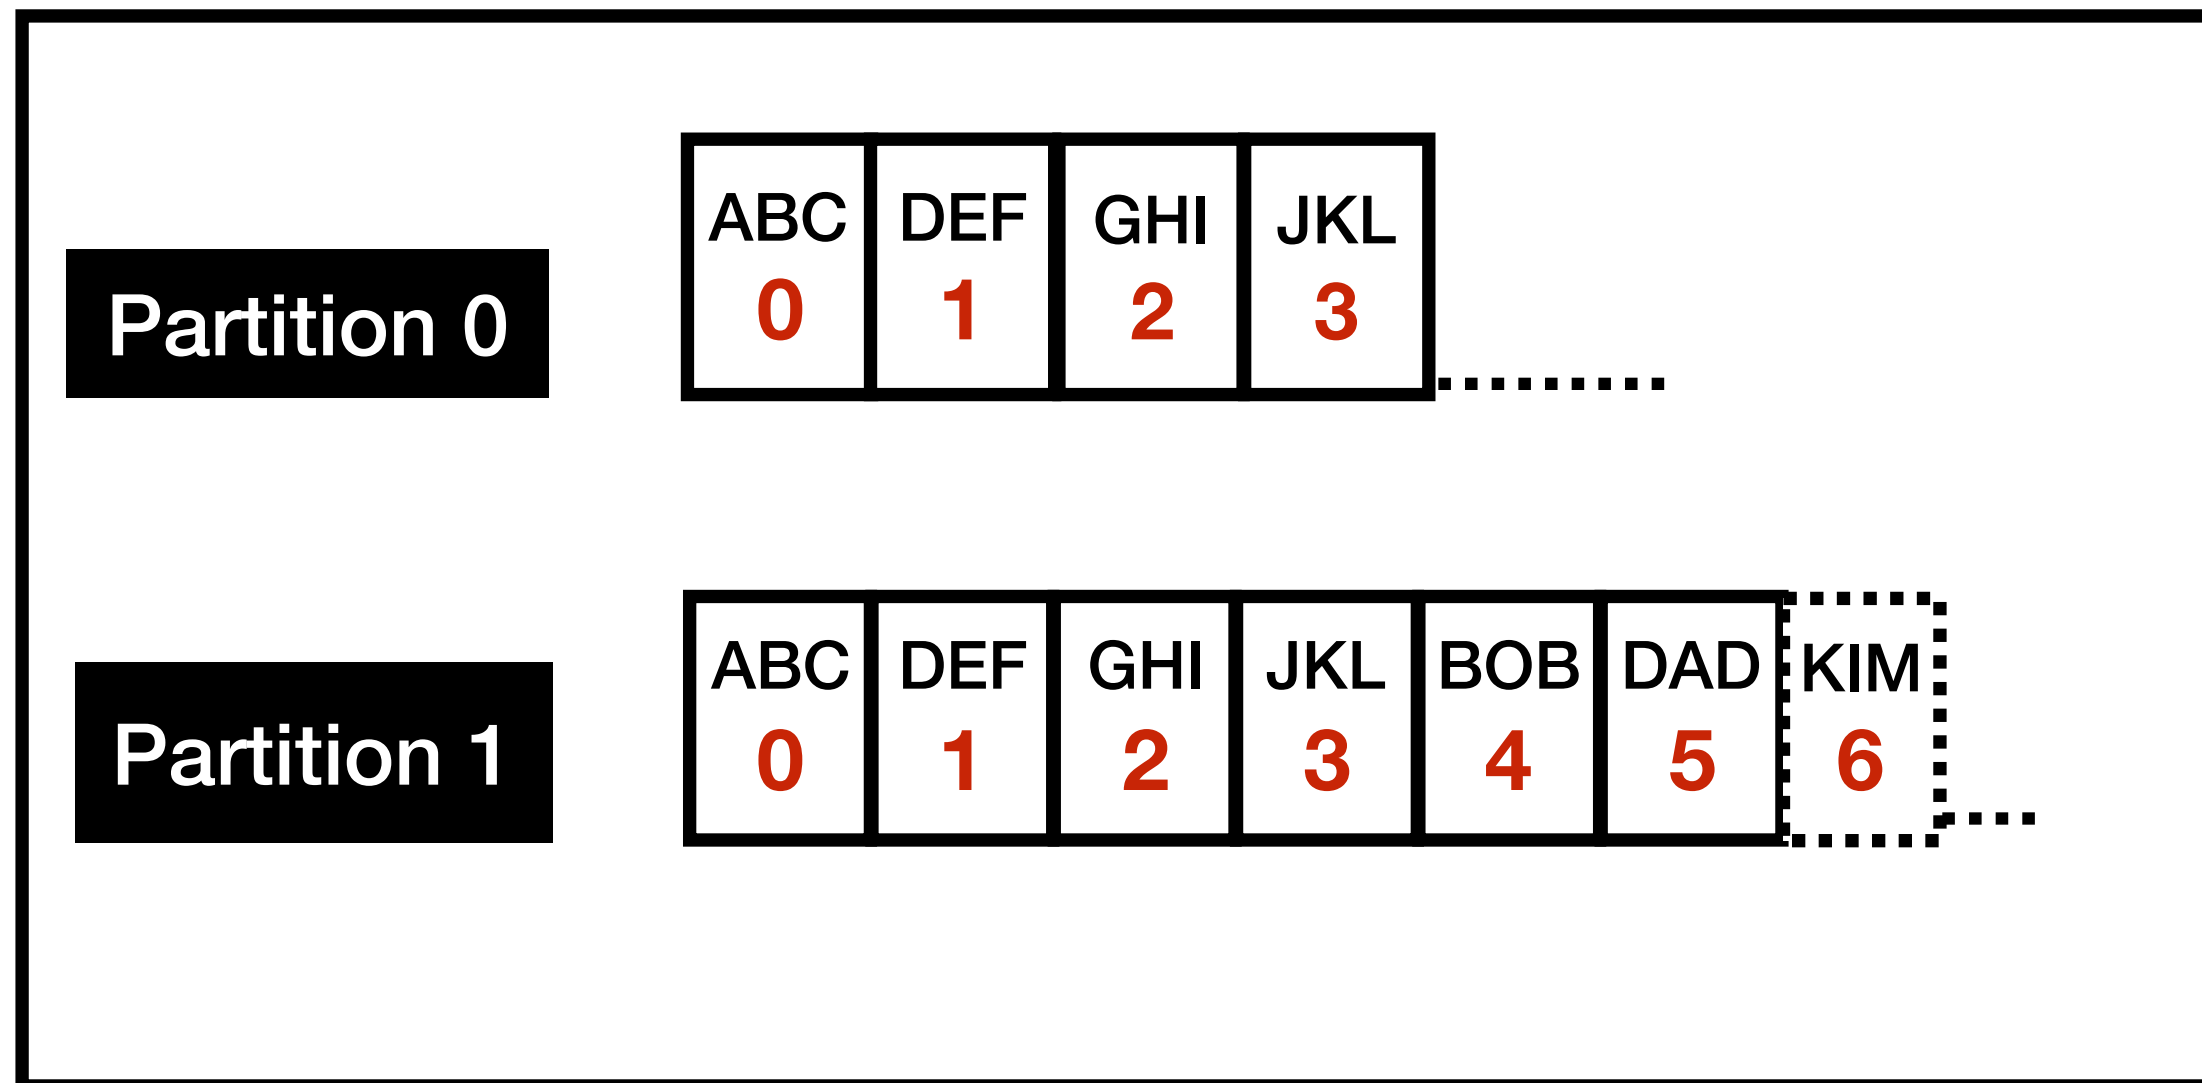 ABC DEF GHI JKL
0 1 2 3
Partition 0
ABC DEF GHI JKL BOB DAD KIM
0 1 2 3 4 5 6
Partition 1